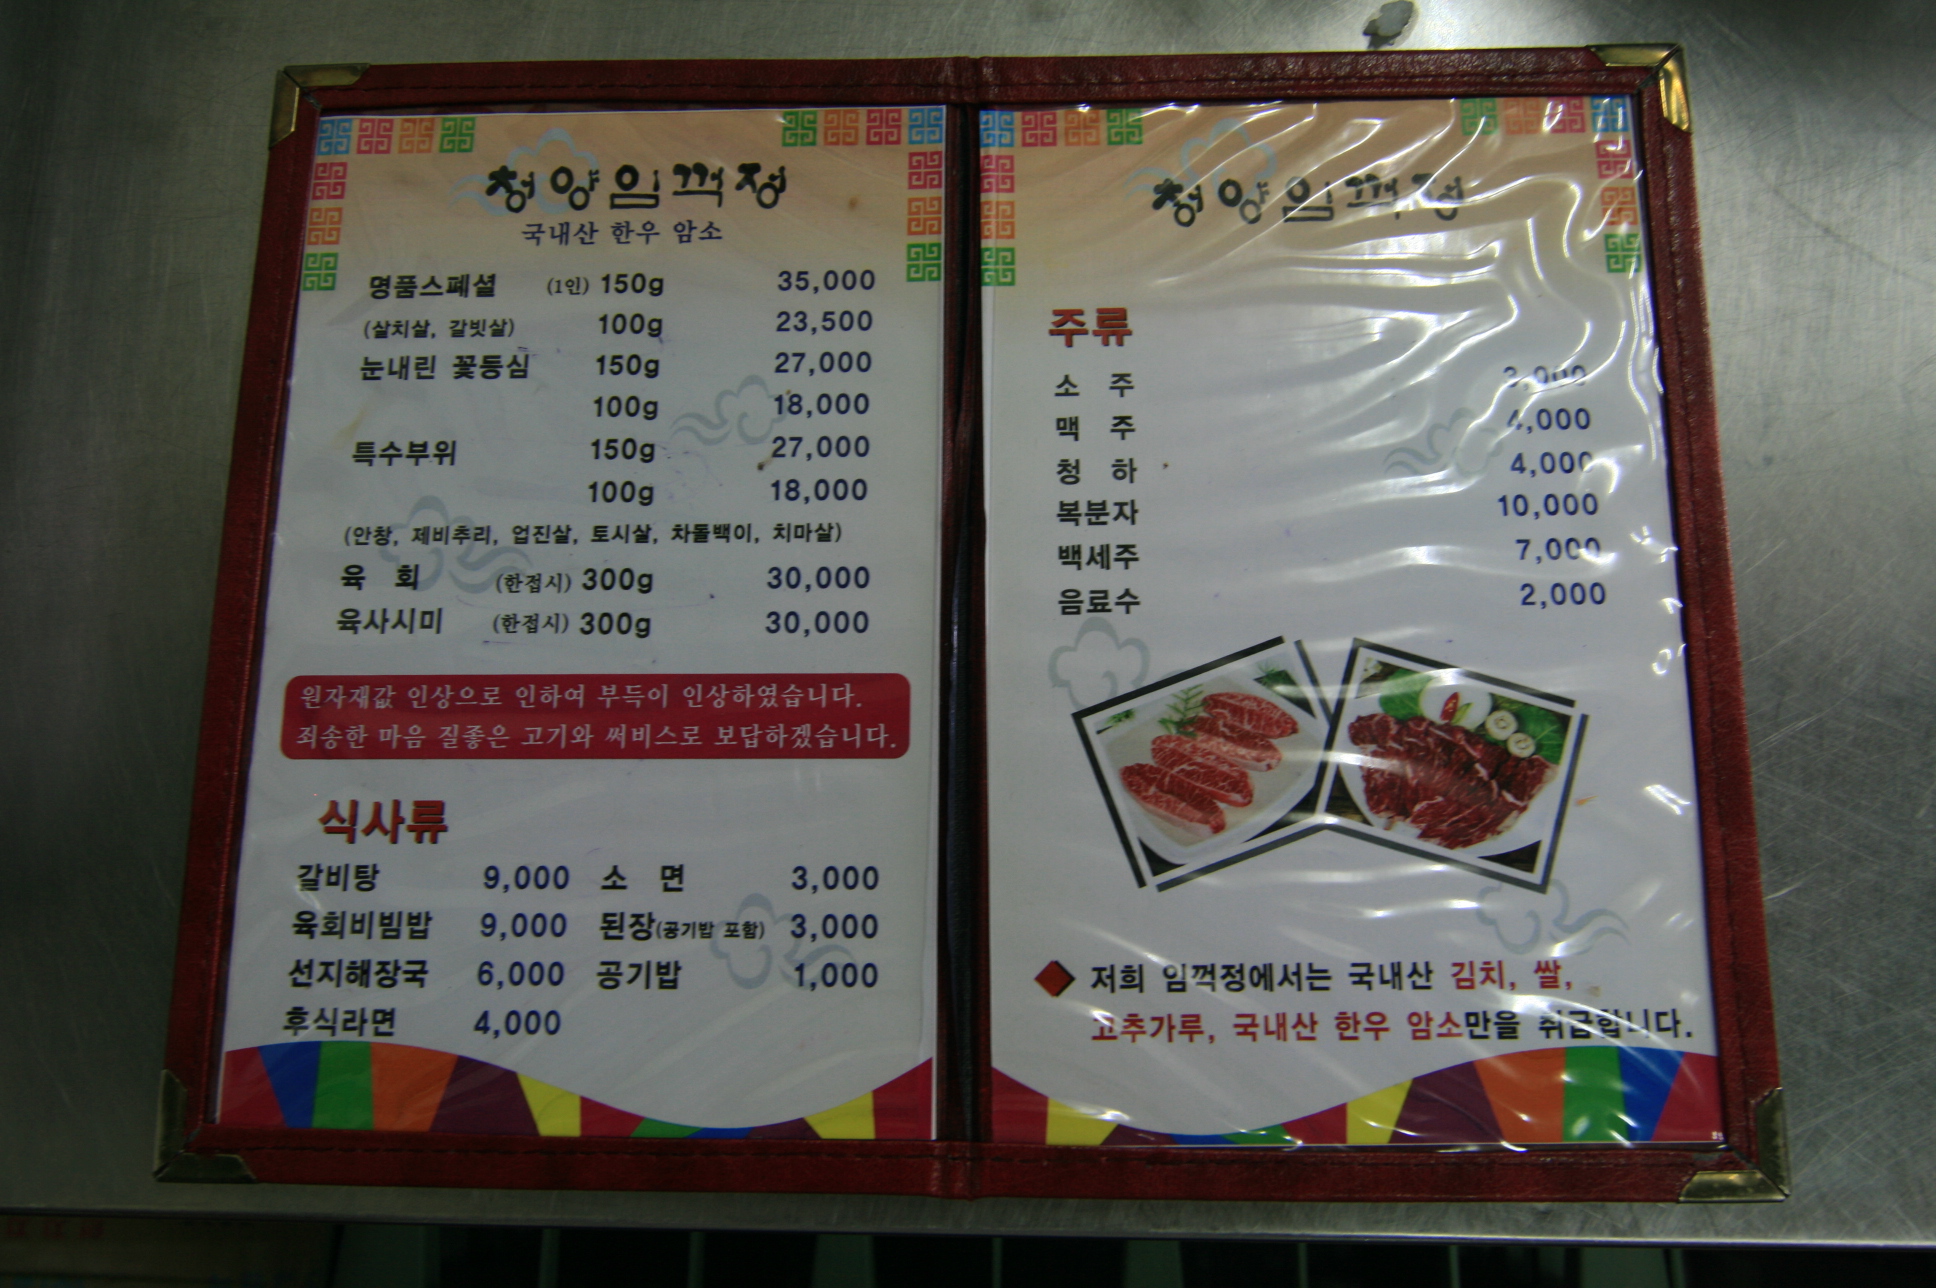 청양임꺽정
국내산 한우 암소
명품스페셜 (1인) 150g 35,000
(살치살, 갈빗살) 100g 23,500
눈내린 꽃등심 150g 27,000
100g 18,000
특수부위 150g 27,000
100g 18,000
(안창, 제비추리, 업진살, 토시살, 차돌백이, 치마살)
육 회 (한접시) 300g 30,000
육사시미 (한접시) 300g 30,000
원자재값 인상으로 인하여 부득이 인상하였습니다.
죄송한 마음 질좋은 고기와 써비스로 보답하겠습니다.
식사류
갈비탕 9,000 소 면 3,000
육회비빔밥 9,000 된장(공기밥 포함) 3,000
선지해장국 6,000 공기밥 1,000
후식라면 4,000
청양임꺽정
주류
소 주 3,000
맥 주 4,000
청 하 4,000
복분자 10,000
백세주 7,000
음료수 2,000
저희 임꺽정에서는 국내산 김치, 쌀,
고추가루, 국내산 한우 암소만을 취급합니다.